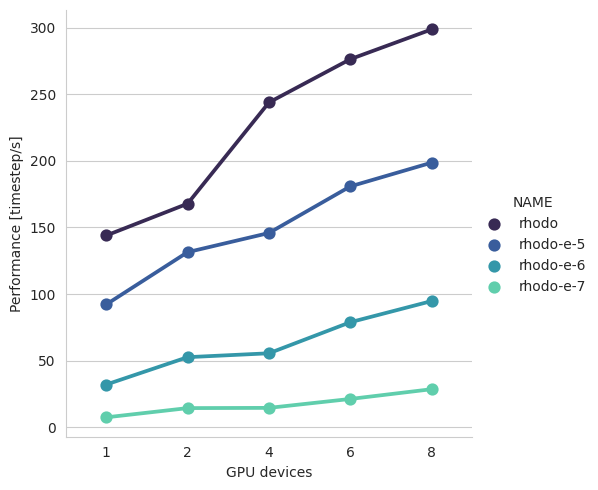 300
250
200
150
100
50
0
Performance [timestep/s]
1 2 4 6 8
GPU devices
NAME
rhodo
rhodo-e-5
rhodo-e-6
rhodo-e-7